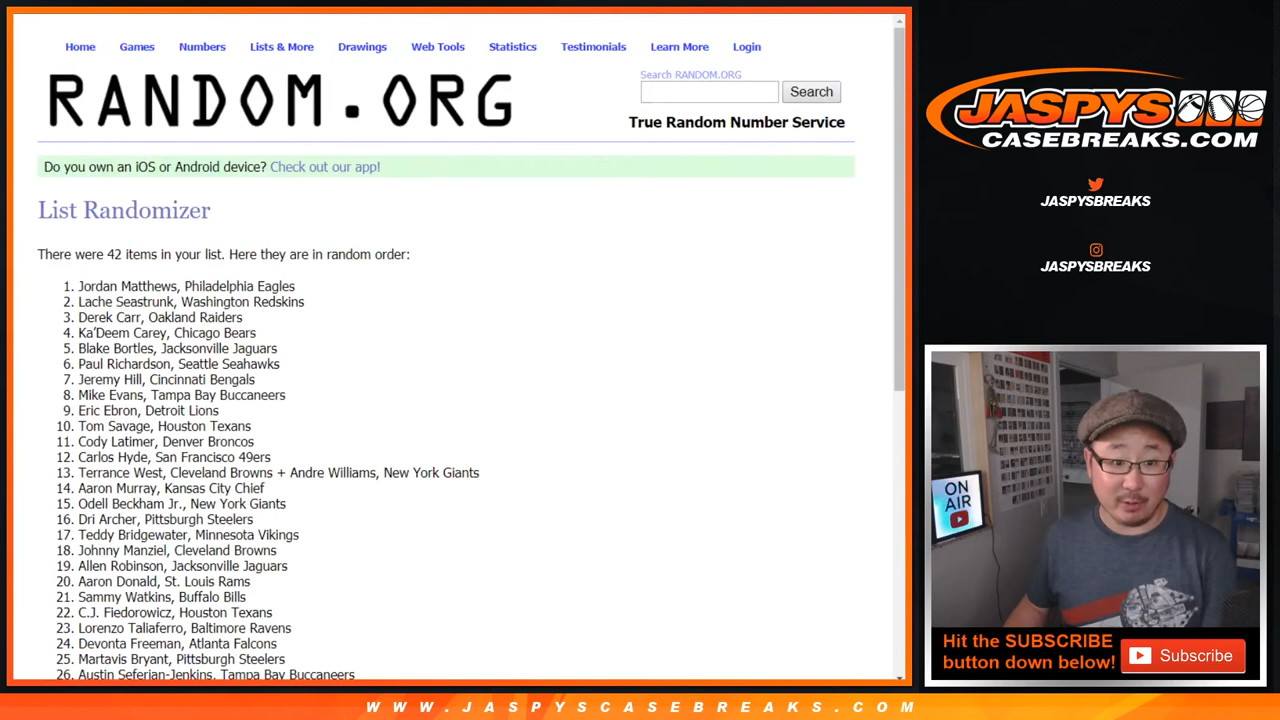 Home Games Numbers Lists & More Drawings Web Tools Statistics Testimonials Learn More Login
RANDOM.ORG
Search RANDOM.ORG
Search
True Random Number Service
Do you own an iOS or Android device? Check out our app!
List Randomizer
There were 42 items in your list. Here they are in random order:
1. Jordan Matthews, Philadelphia Eagles
2. Lache Seastrunk, Washington Redskins
3. Derek Carr, Oakland Raiders
4. Ka'Deem Carey, Chicago Bears
5. Blake Bortles, Jacksonville Jaguars
6. Paul Richardson, Seattle Seahawks
7. Jeremy Hill, Cincinnati Bengals
8. Mike Evans, Tampa Bay Buccaneers
9. Eric Ebron, Detroit Lions
10. Tom Savage, Houston Texans
11. Cody Latimer, Denver Broncos
12. Carlos Hyde, San Francisco 49ers
13. Terrance West, Cleveland Browns + Andre Williams, New York Giants
14. Aaron Murray, Kansas City Chief
15. Odell Beckham Jr., New York Giants
16. Dri Archer, Pittsburgh Steelers
17. Teddy Bridgewater, Minnesota Vikings
18. Johnny Manziel, Cleveland Browns
19. Allen Robinson, Jacksonville Jaguars
20. Aaron Donald, St. Louis Rams
21. Sammy Watkins, Buffalo Bills
22. C.J. Fiedorowicz, Houston Texans
23. Lorenzo Taliaferro, Baltimore Ravens
24. Devonta Freeman, Atlanta Falcons
25. Martavis Bryant, Pittsburgh Steelers
26. Austin Seferian-Jenkins, Tampa Bay Buccaneers
JASPYS
CASEBREAKS.COM
JASPYSBREAKS
JASPYSBREAKS
ON
AIR
Hit the SUBSCRIBE
button down below!
Subscribe
WWW.JASPYSCASEBREAKS.COM